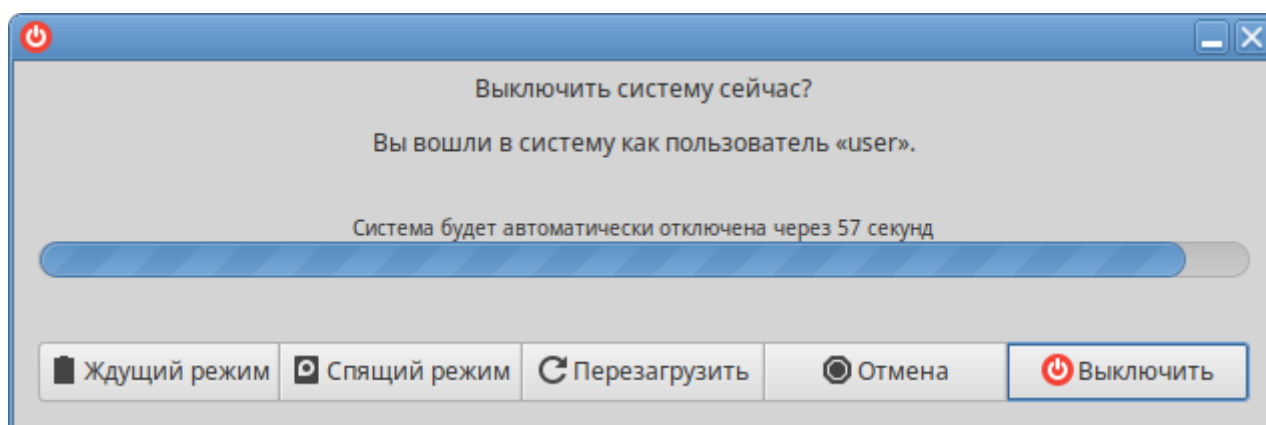 Выключить систему сейчас?
Вы вошли в систему как пользователь «user».
Система будет автоматически отключена через 57 секунд
Ждущий режим Спящий режим Перезагрузить Отмена Выключить